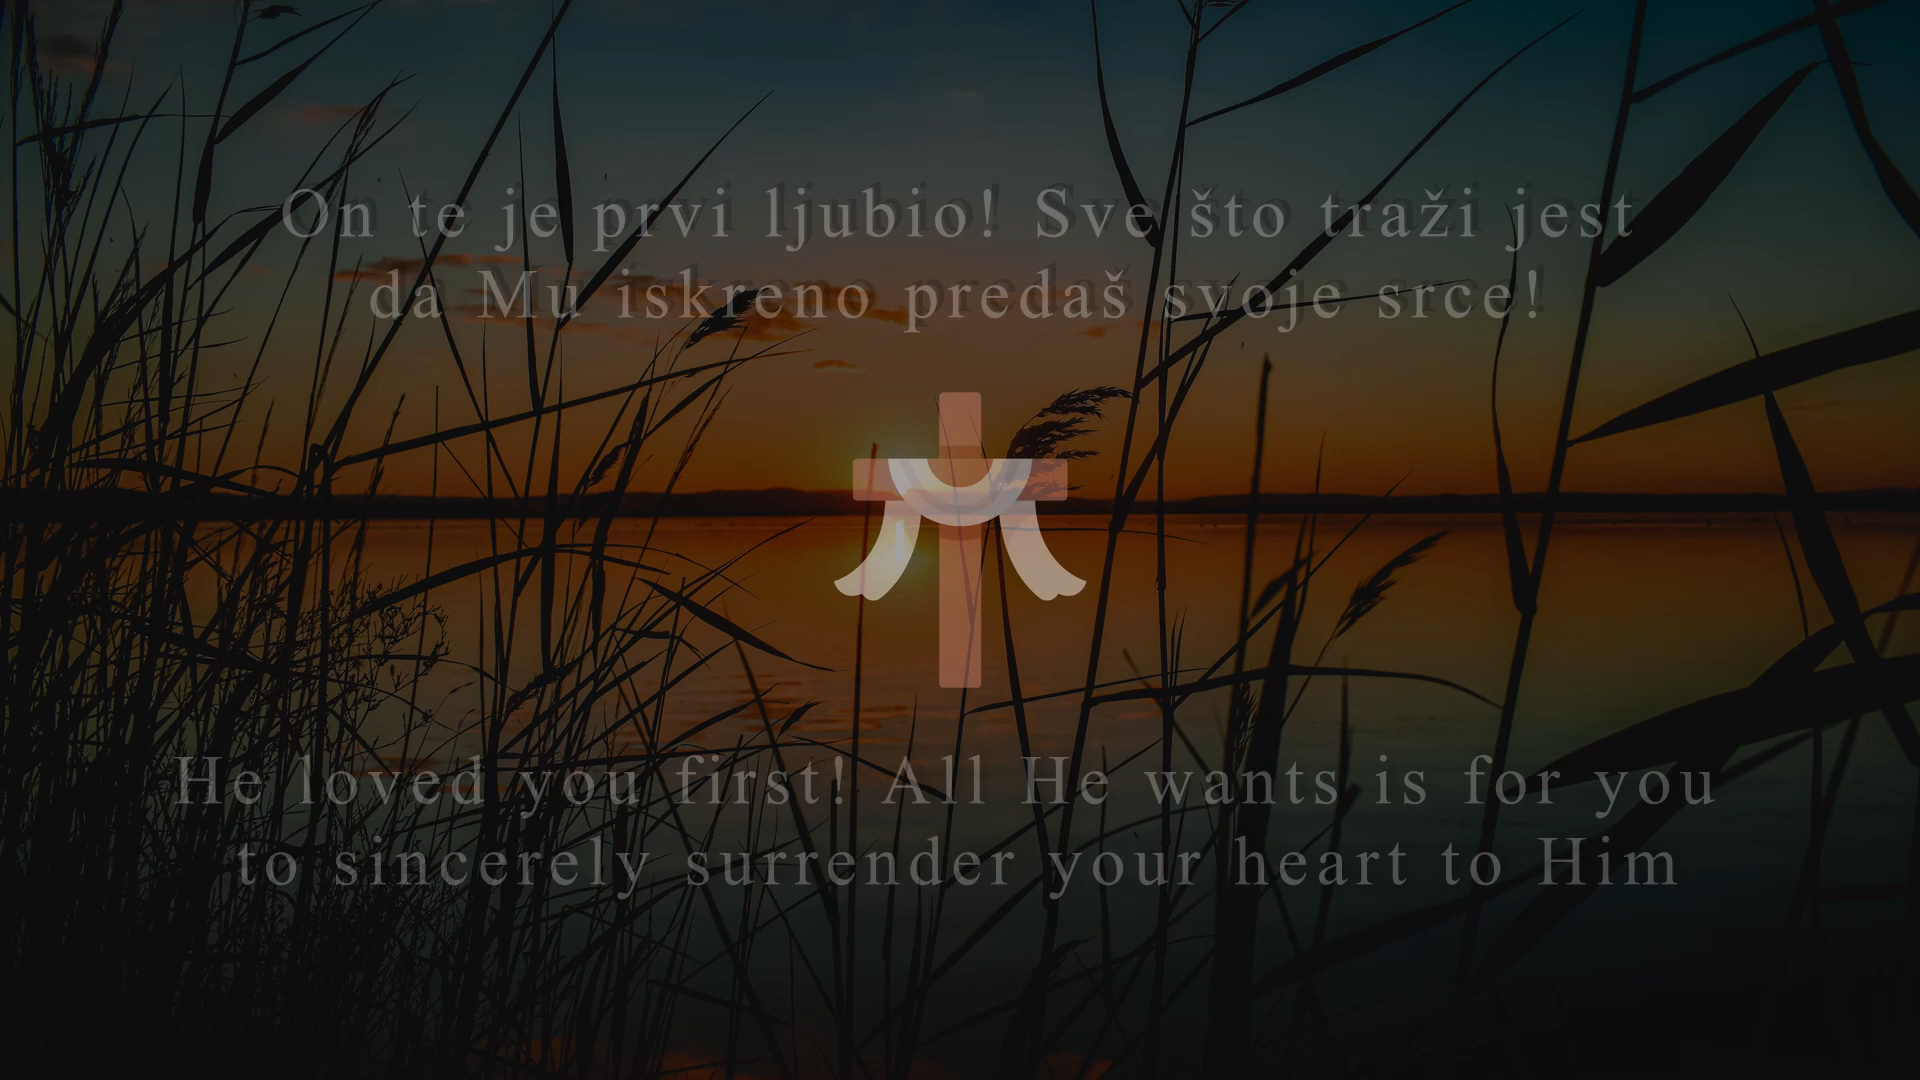 On te je prvi ljubio! Sve što traži jest
da Mu iskreno predaš svoje srce!
He loved you first! All He wants is for you
to sincerely surrender your heart to Him